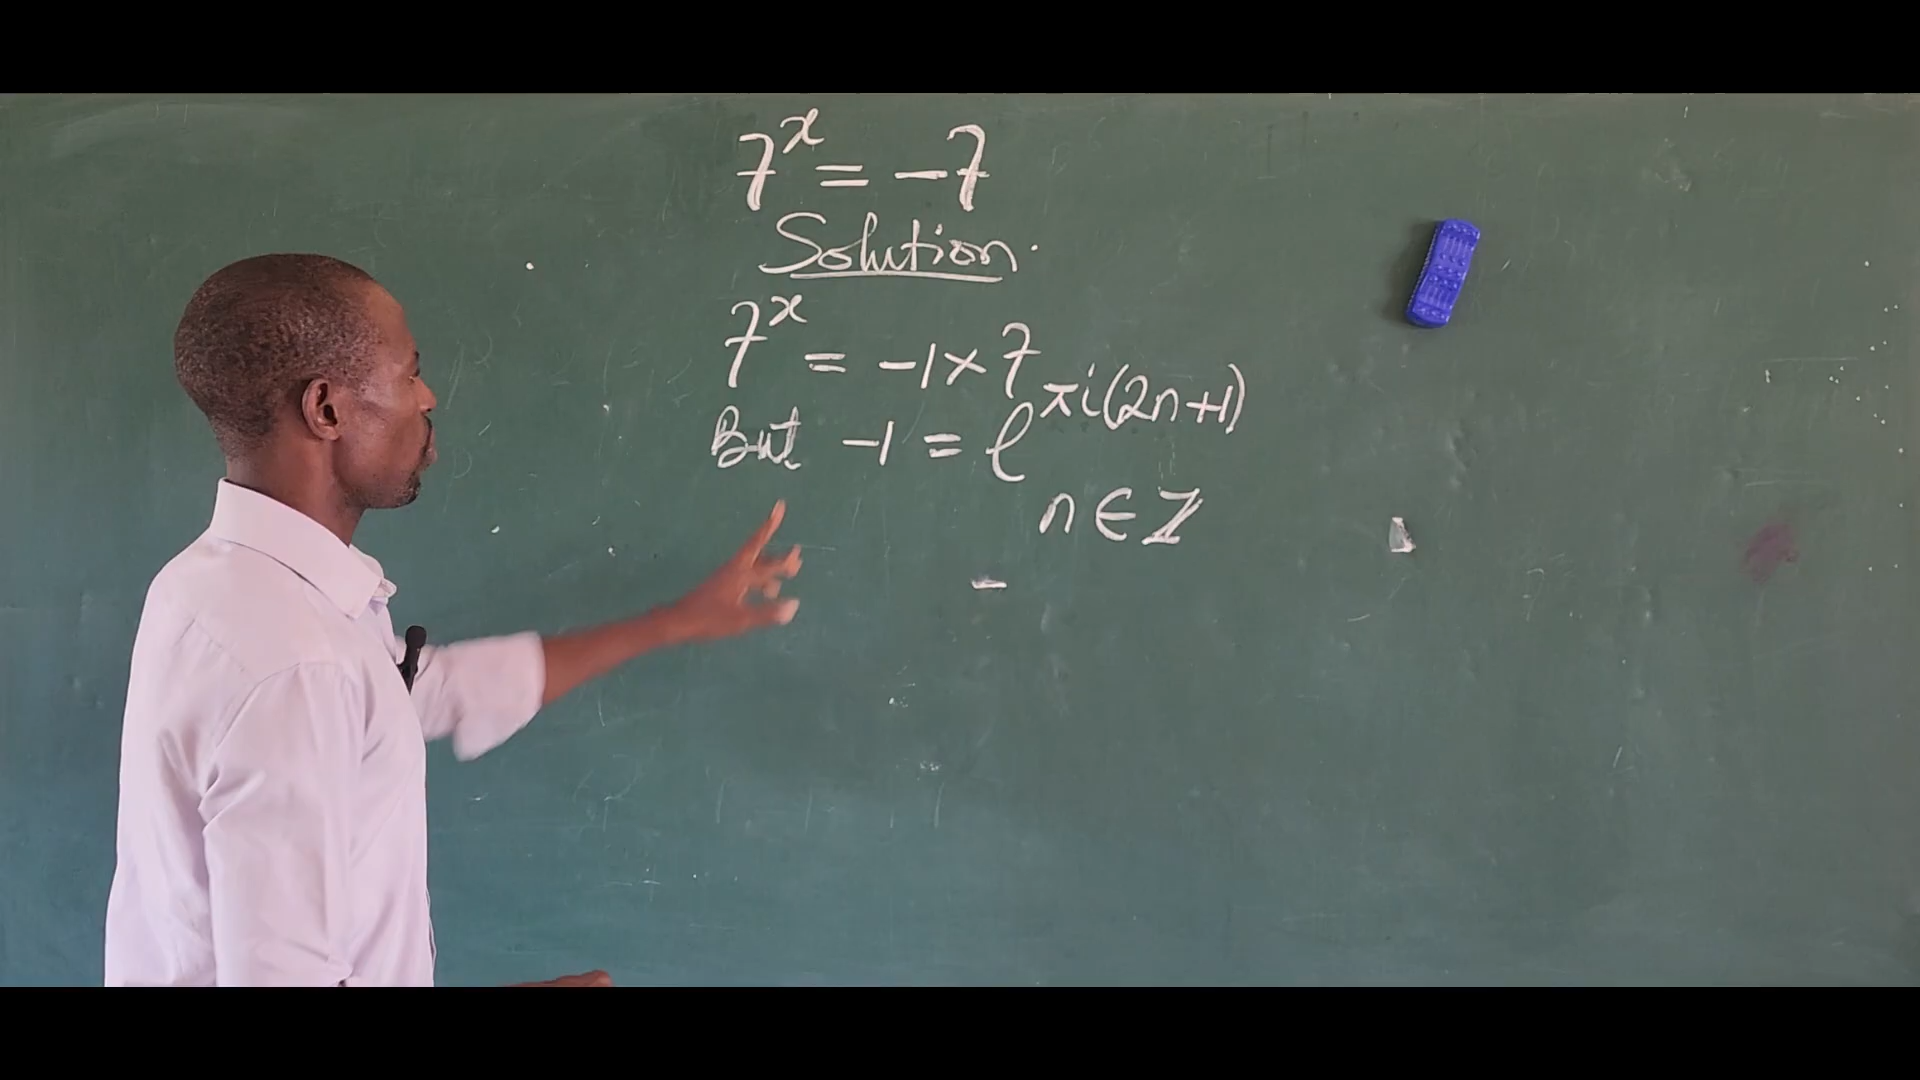 7^x = -7
Solution.
7^x = -1×7
But -1 = e^πi(2n+1)
n∈Z